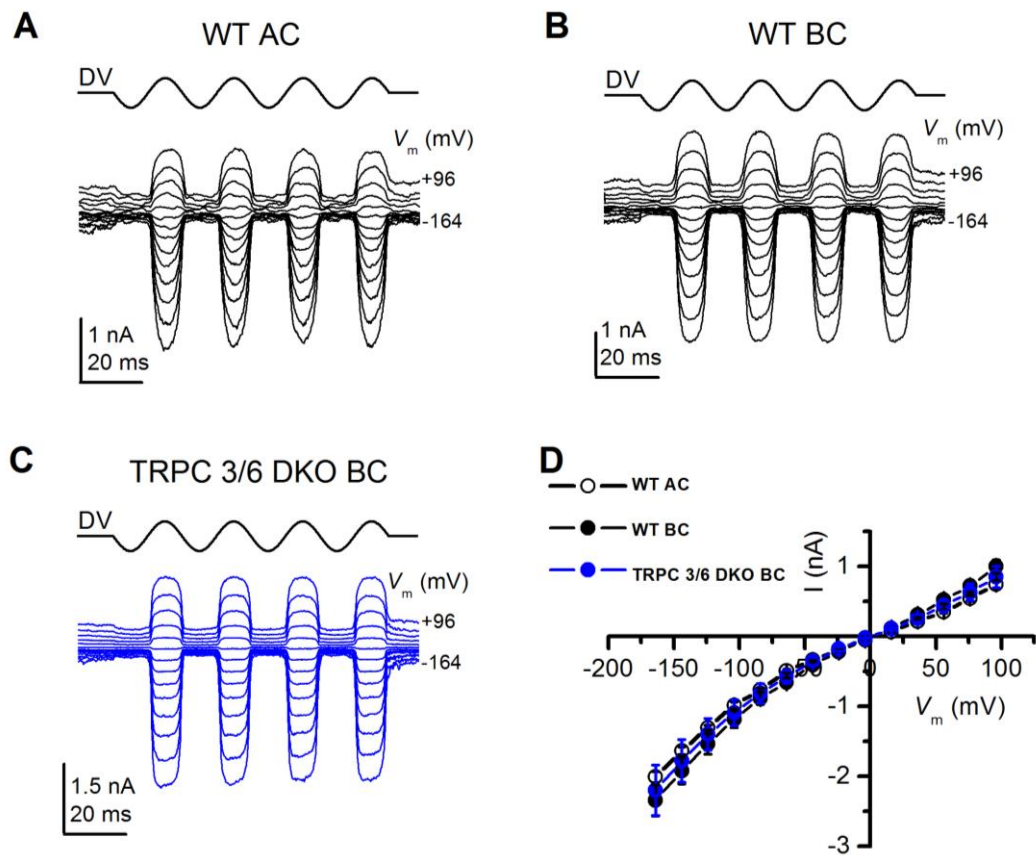 A
WT AC
DV
Vm (mV)
+96
-164
1 nA
20 ms
B
WT BC
DV
Vm (mV)
+96
-164
1 nA
20 ms
C
TRPC 3/6 DKO BC
DV
Vm (mV)
+96
-164
1.5 nA
20 ms
D
WT AC
WT BC
TRPC 3/6 DKO BC
I (nA)
1
-200 -150 -100 -50 0 50 100
Vm (mV)
-1
-2
-3